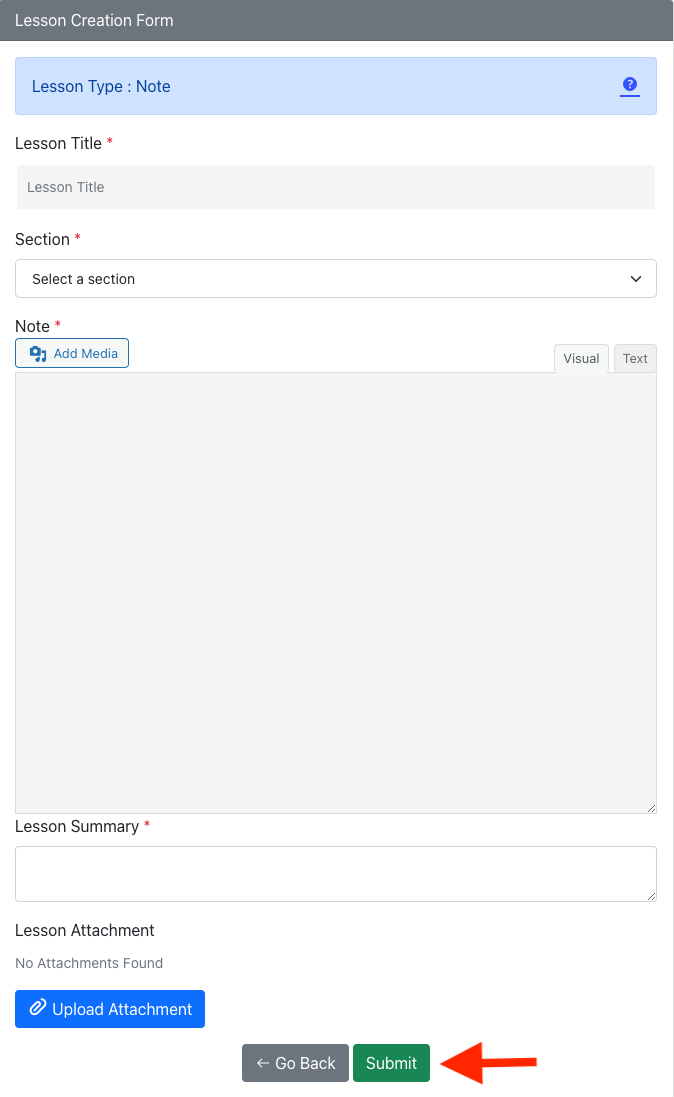 Lesson Creation Form
Lesson Type : Note
?
Lesson Title *
Lesson Title
Section *
Select a section
Note *
Add Media
Visual Text
Lesson Summary *
Lesson Attachment
No Attachments Found
Upload Attachment
← Go Back Submit